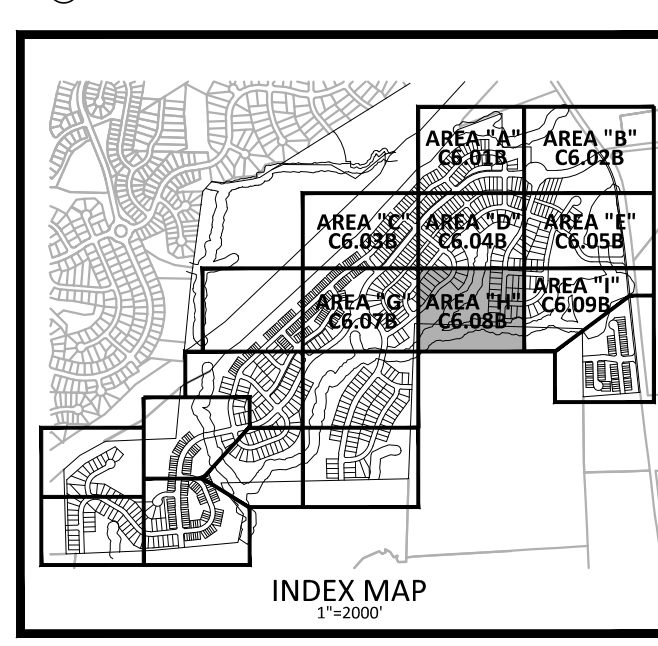 AREA "A"
C6.01B
AREA "B"
C6.02B
AREA "C"
C6.03B
AREA "D"
C6.04B
AREA "E"
C6.05B
AREA "G"
C6.07B
AREA "H"
C6.08B
AREA "I"
C6.09B
INDEX MAP
1"=2000'